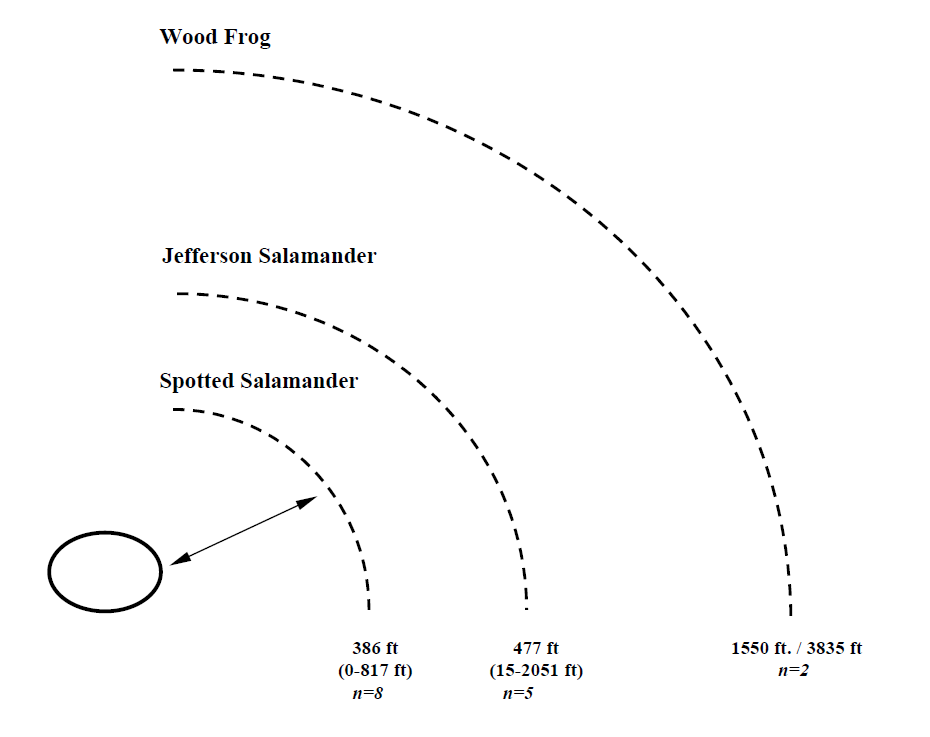 Wood Frog
Jefferson Salamander
Spotted Salamander
386 ft
(0-817 ft)
n=8
477 ft
(15-2051 ft)
n=5
1550 ft. / 3835 ft
n=2